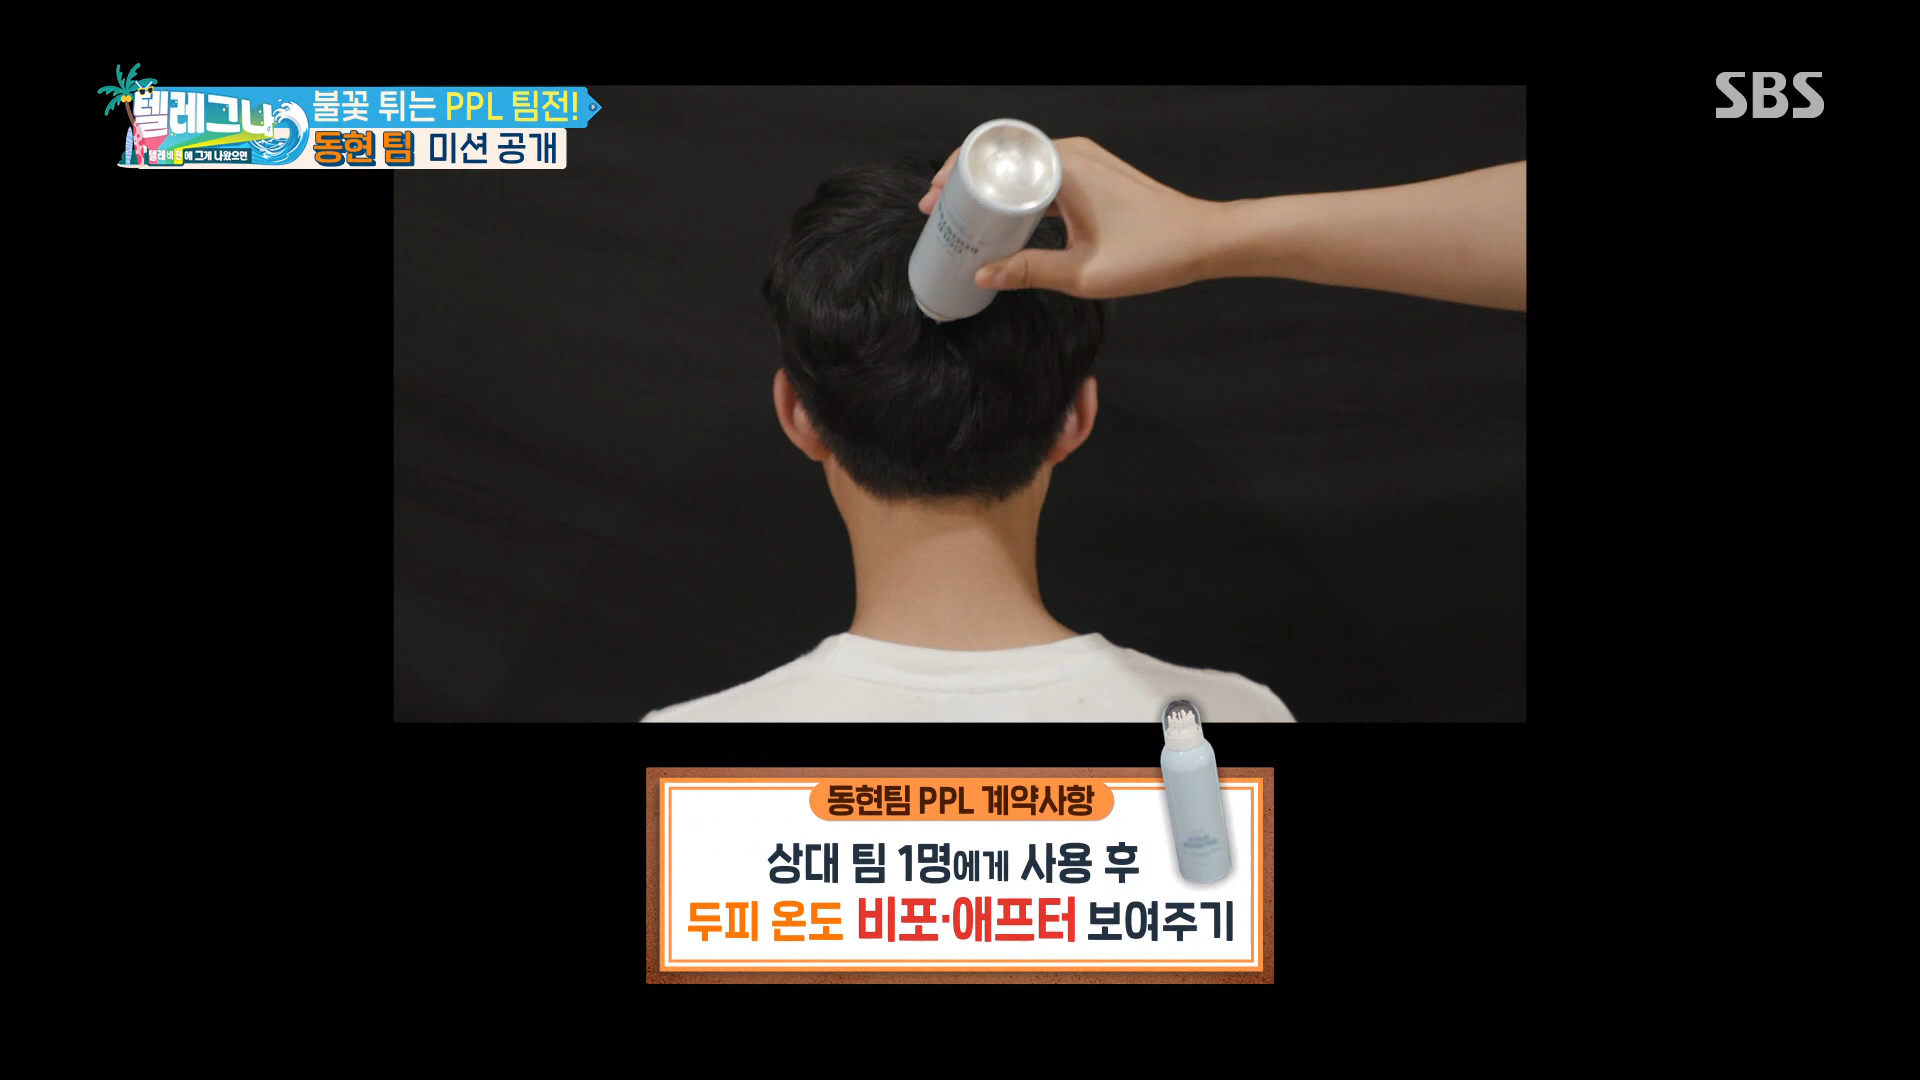 텔레그나
텔레비전에 그게 나왔으면
불꽃 튀는 PPL 팀전!
동현 팀 미션 공개
SBS
동현팀 PPL 계약사항
상대 팀 1명에게 사용 후
두피 온도 비포·애프터 보여주기